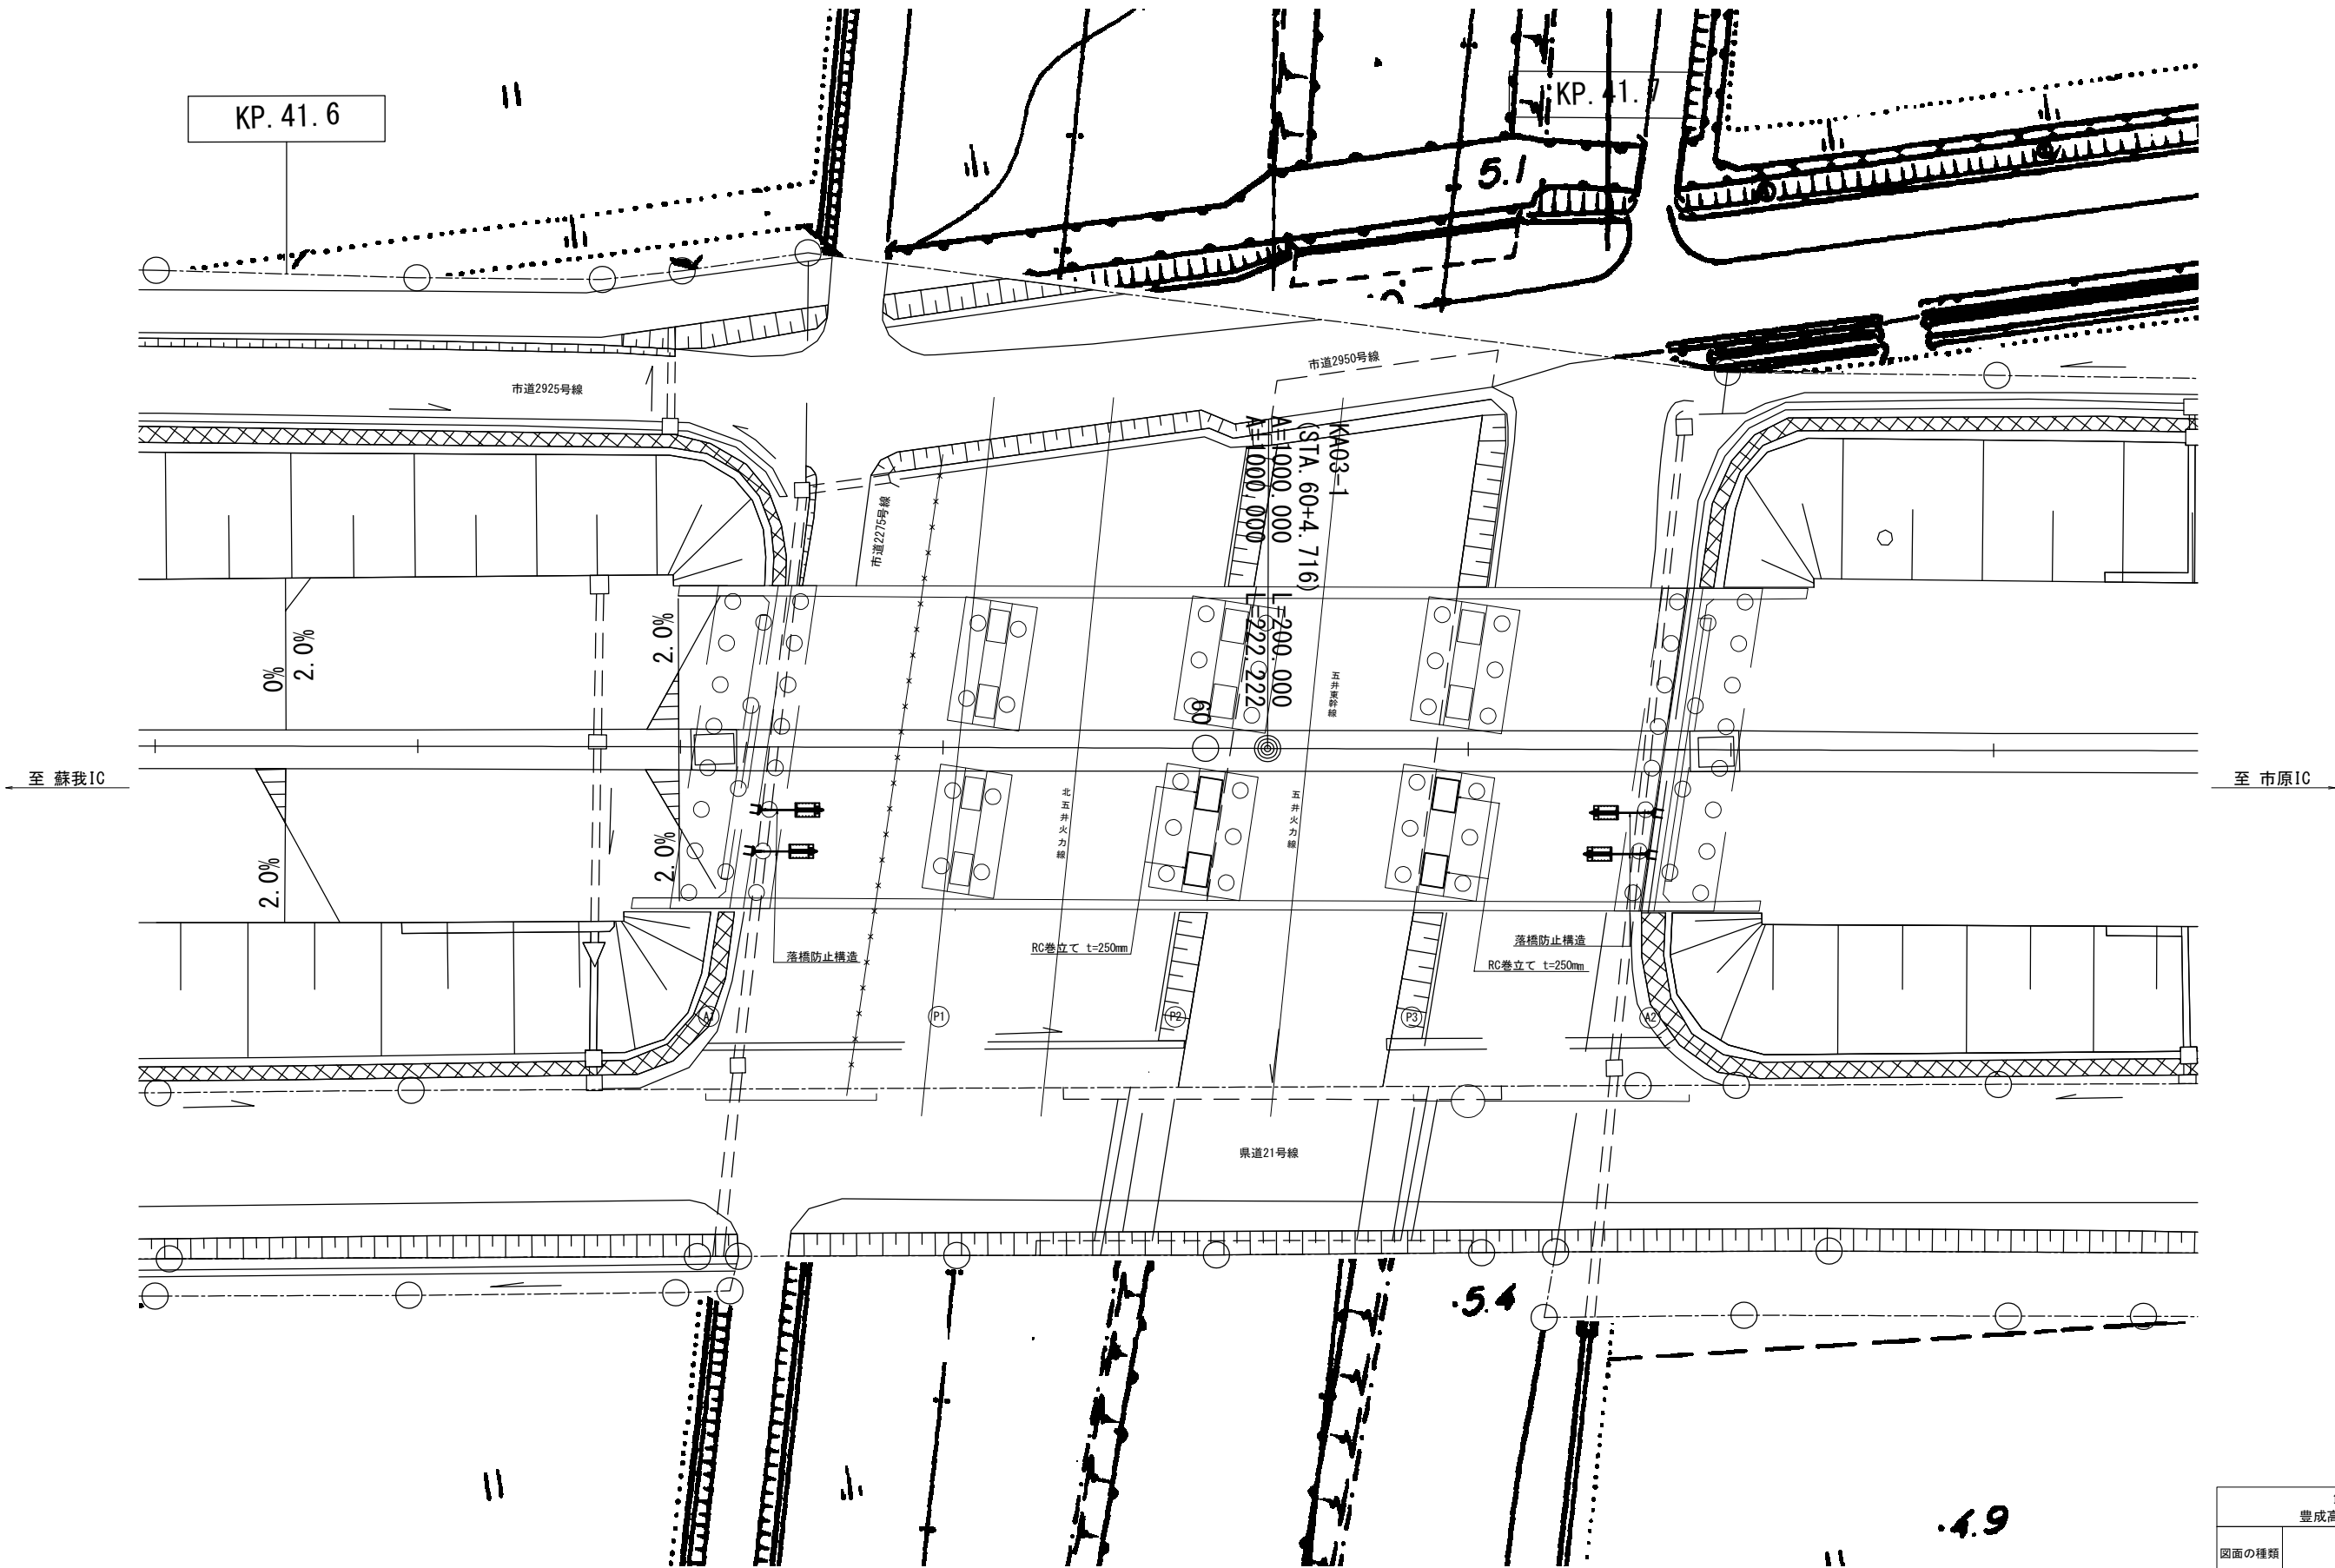 KP. 41. 6
KP. 41. 7
5.1
市道2950号線
市道2925号線
KA03-1
(STA. 60+4. 716)
A=1000. 000 L=200. 000
A=1000. 000 L=222. 222
市道2275号線
2. 0%
0%
2. 0%
60
五井東幹線
至 蘇我IC
至 市原IC
北五井火力線
五井火力線
2. 0%
2. 0%
落橋防止構造
RC巻立て t=250mm
落橋防止構造
RC巻立て t=250mm
A1
P1
P2
P3
A2
県道21号線
.5.4
.4.9
図面の種類